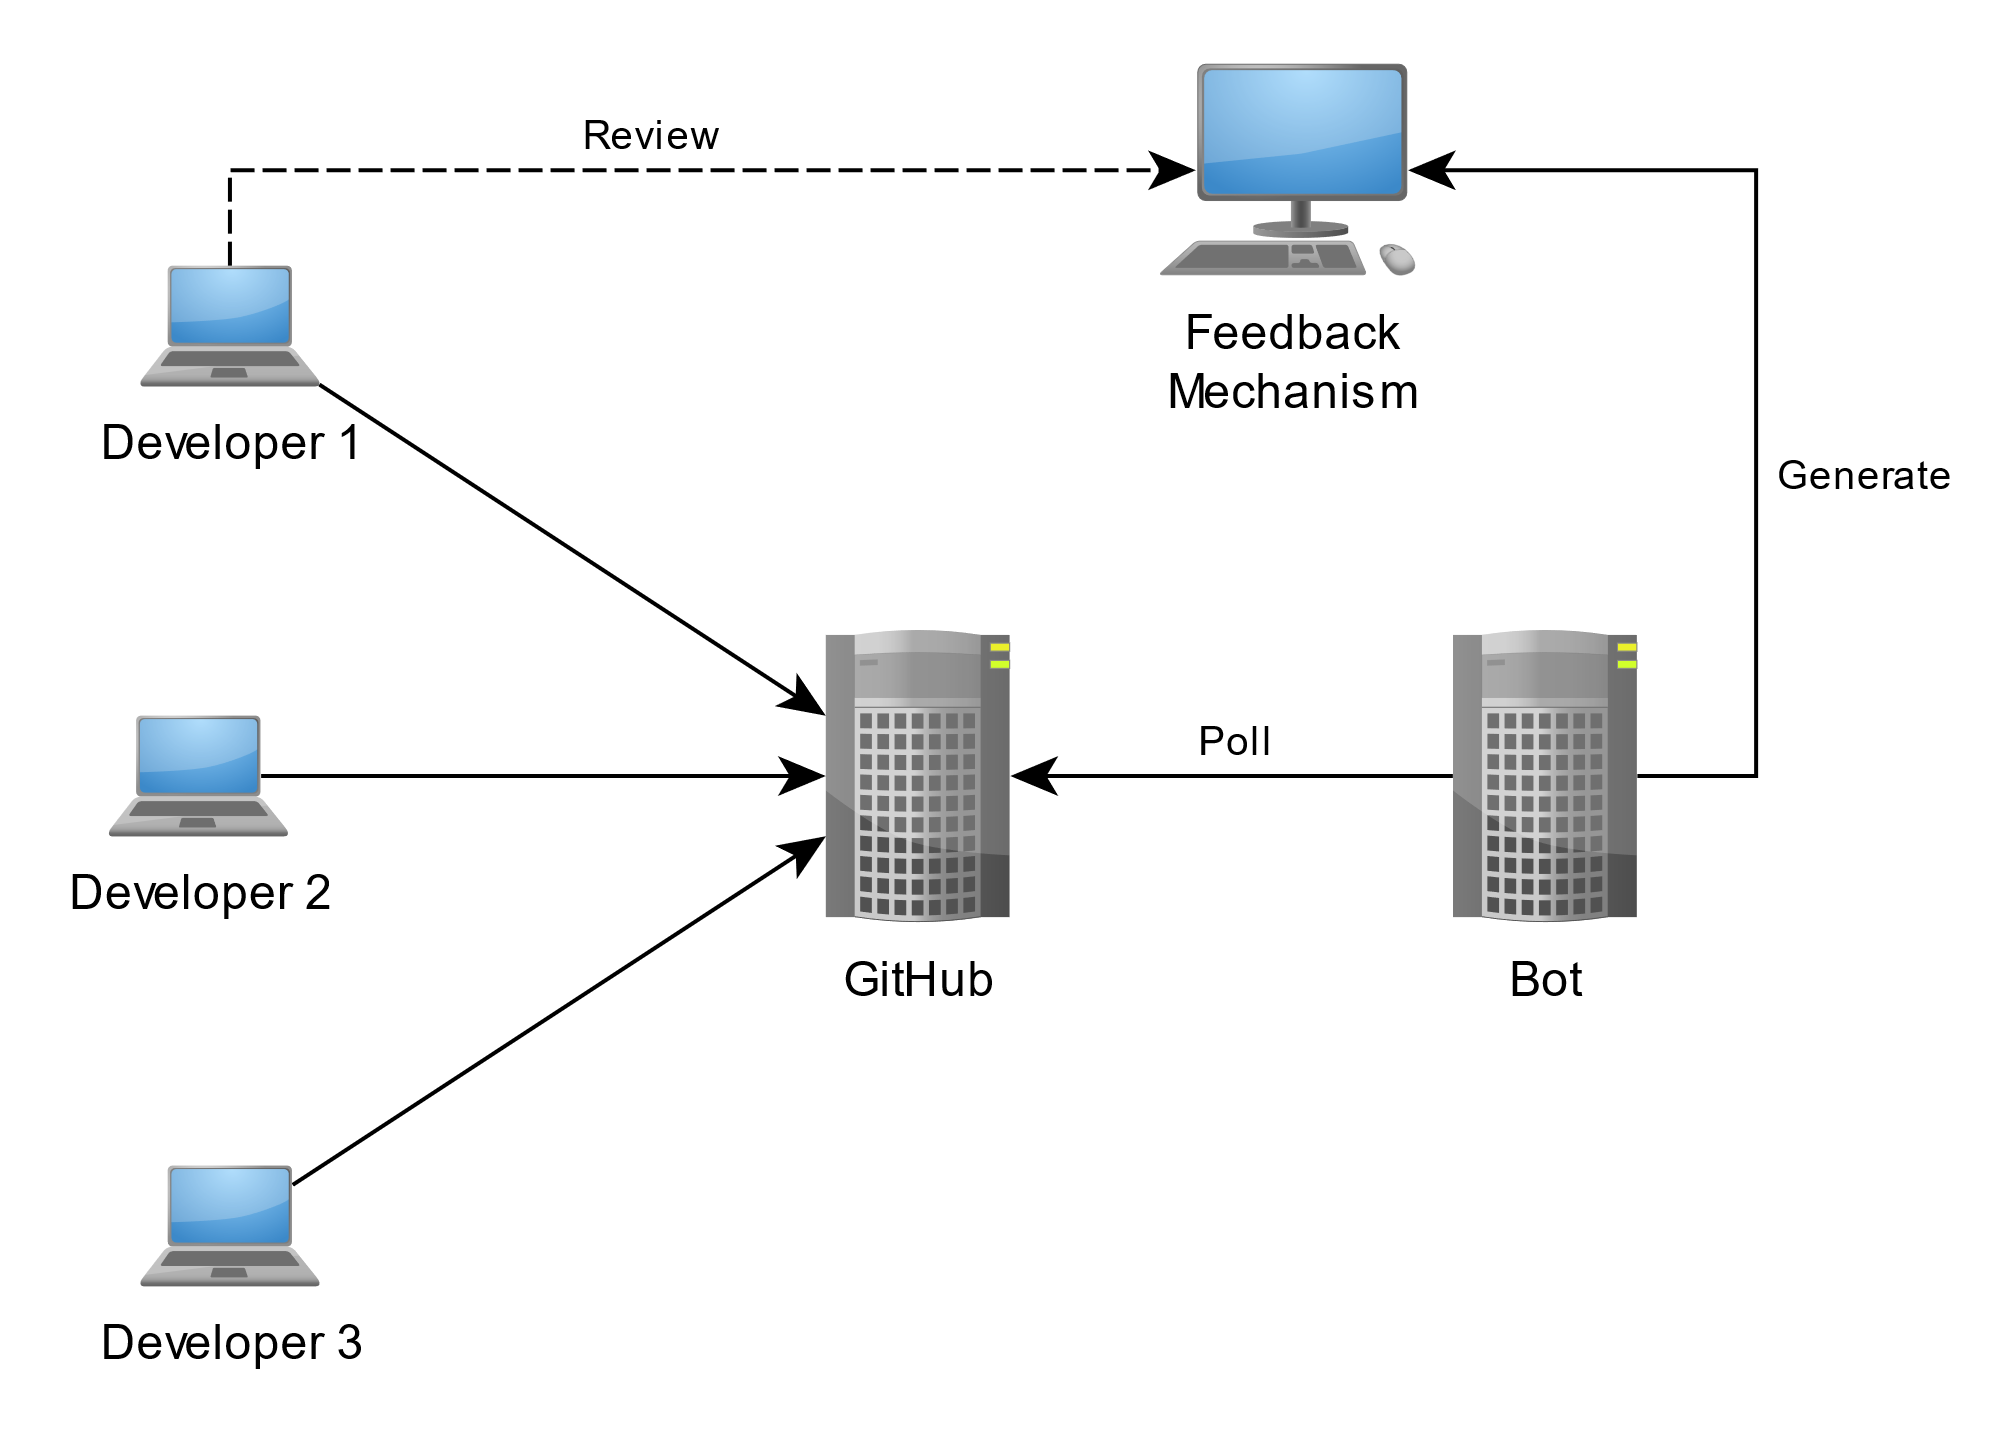 Review
Feedback
Mechanism
Developer 1
Generate
Poll
Developer 2
GitHub
Bot
Developer 3